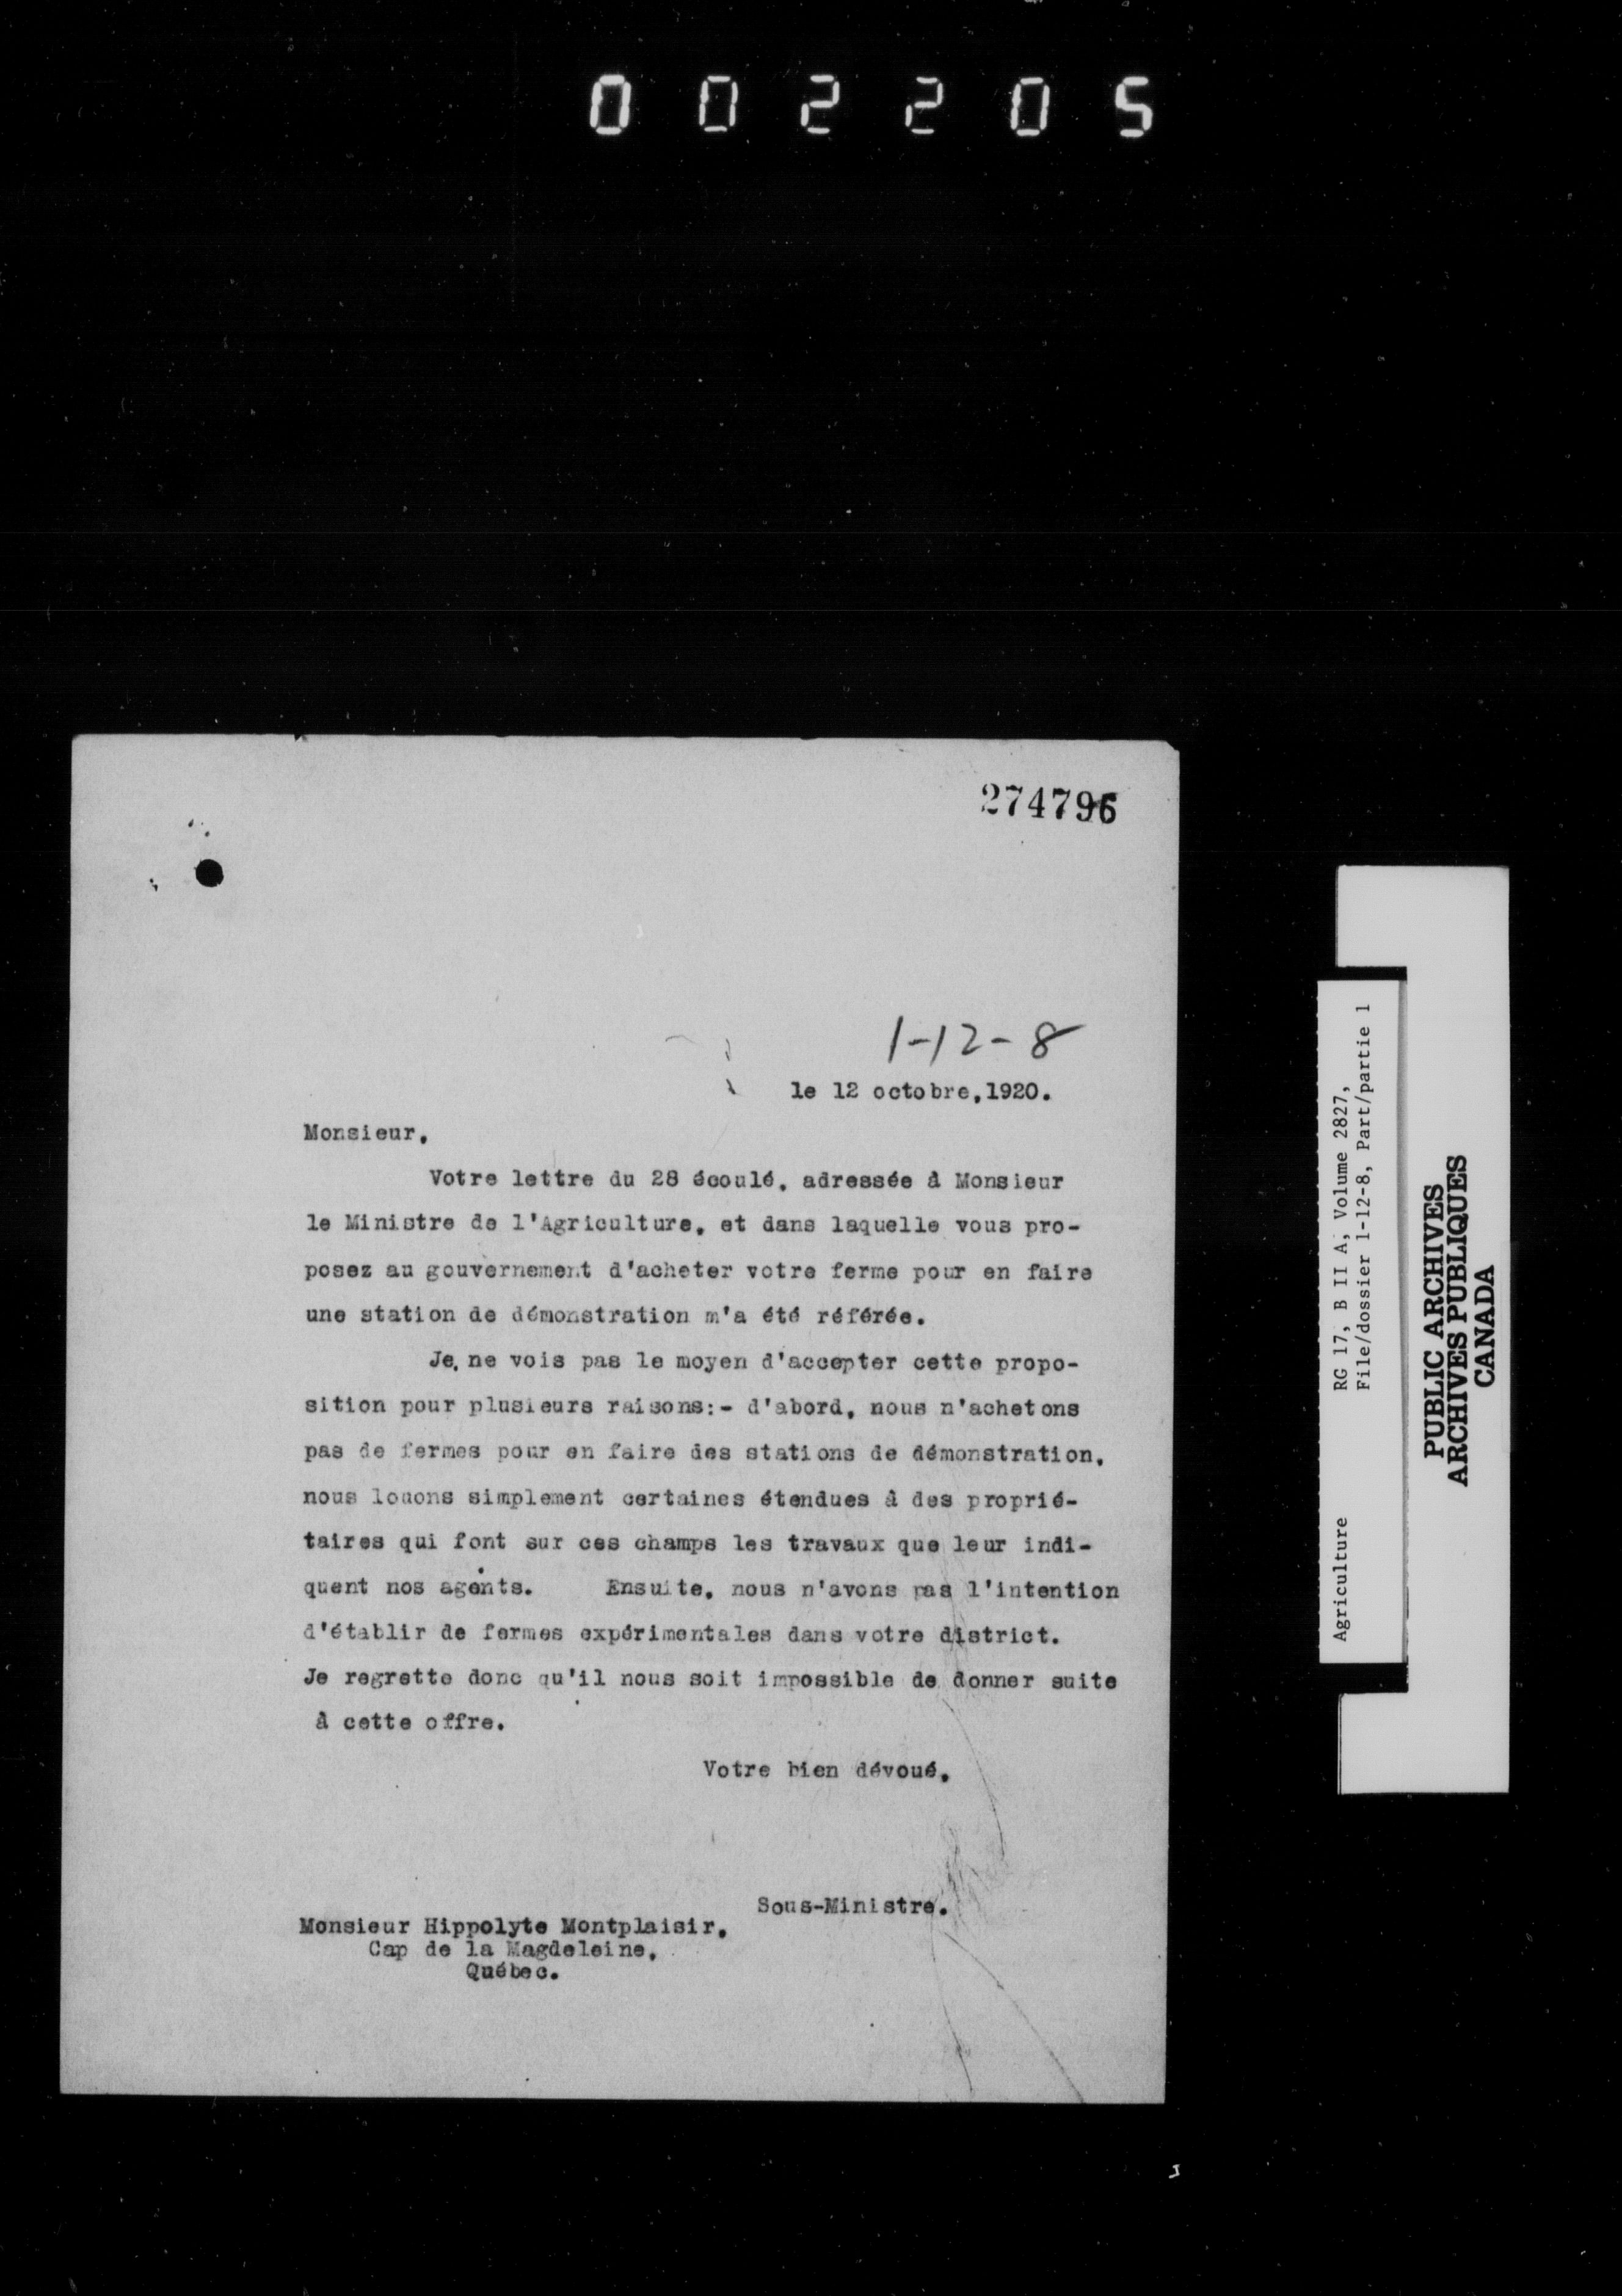 002205
274796
1-12-8
le 12 octobre,1920.
Monsieur,
Votre lettre du 28 écoulé, adressée à Monsieur
le Ministre de l'Agriculture, et dans laquelle vous pro-
posez au gouvernement d'acheter votre ferme pour en faire
une station de démonstration m'a été référée.
Je, ne vois pas le moyen d'accepter cette propo-
sition pour plusieurs raisons:- d'abord, nous n'achetons
pas de fermes pour en faire des stations de démonstration,
nous louons simplement certaines étendues à des proprié-
taires qui font sur ces champs les travaux que leur indi-
quent nos agents. Ensuite, nous n'avons pas l'intention
d'établir de fermes expérimentales dans votre district.
Je regrette donc qu'il nous soit impossible de donner suite
à cette offre.
Votre bien dévoué,
Sous-Ministre.
Monsieur Hippolyte Montplaisir,
Cap de la Magdeleine,
Québec.
Agriculture RG 17, B II A, Volume 2827,
File/dossier 1-12-8, Part/partie 1
PUBLIC ARCHIVES
ARCHIVES PUBLIQUES
CANADA